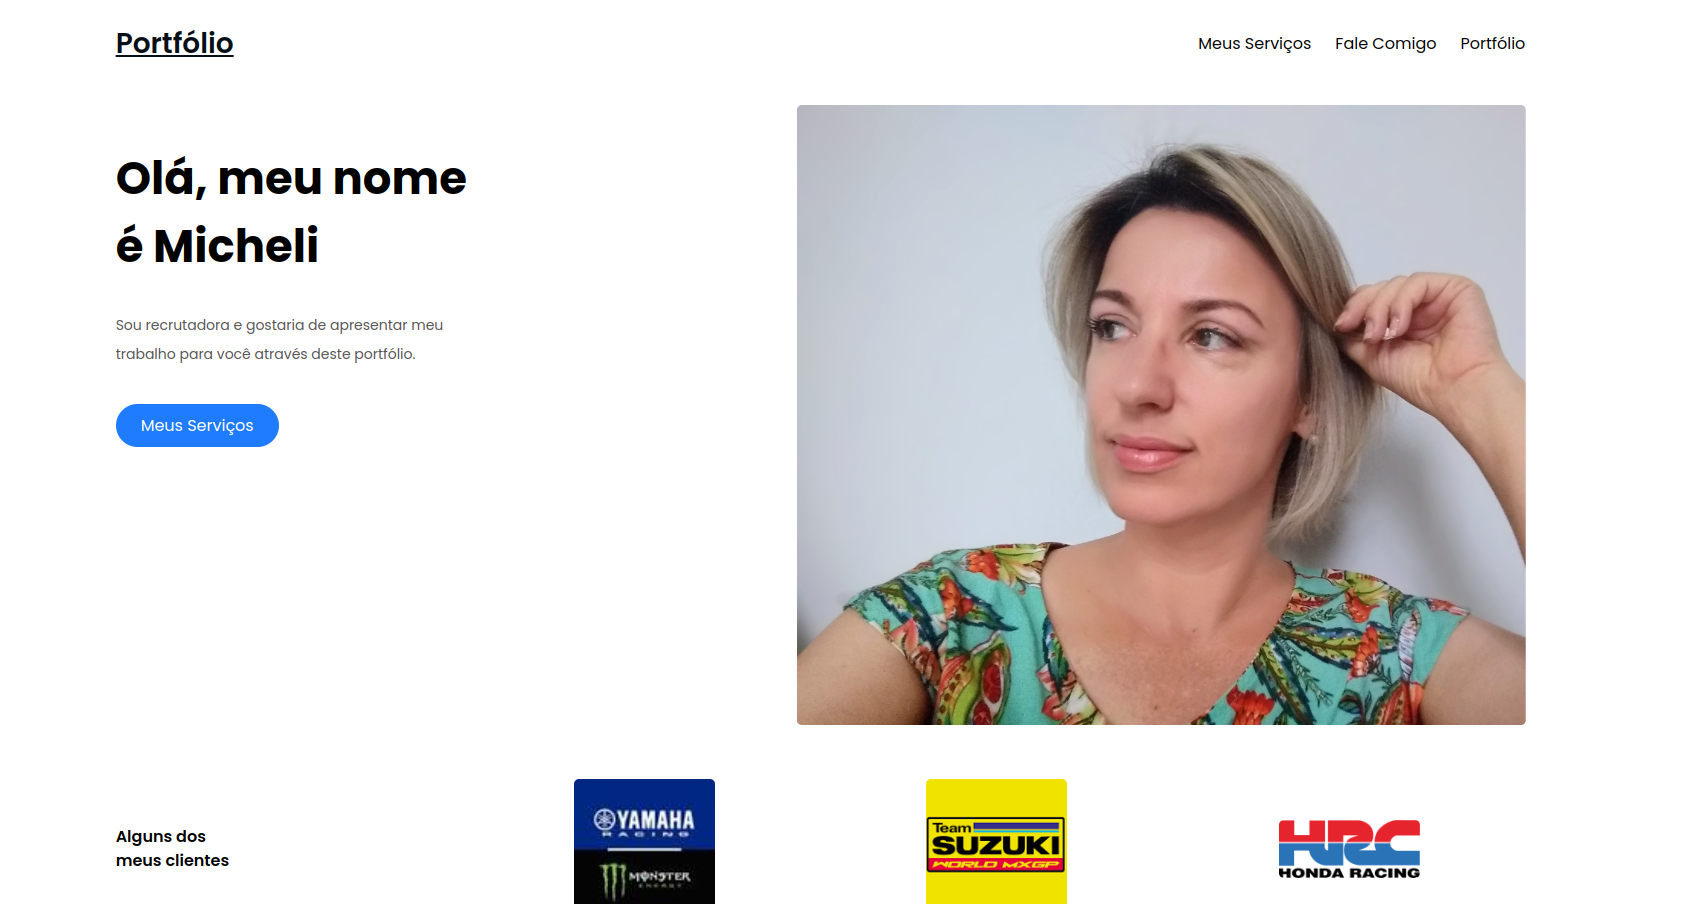 Portfólio
Meus Serviços Fale Comigo Portfólio
Olá, meu nome
é Micheli
Sou recrutadora e gostaria de apresentar meu
trabalho para você através deste portfólio.
Meus Serviços
Alguns dos
meus clientes
YAMAHA
RACING
MONSTER
ENERGY
Team
SUZUKI
WORLD MXGP
HRC
HONDA RACING